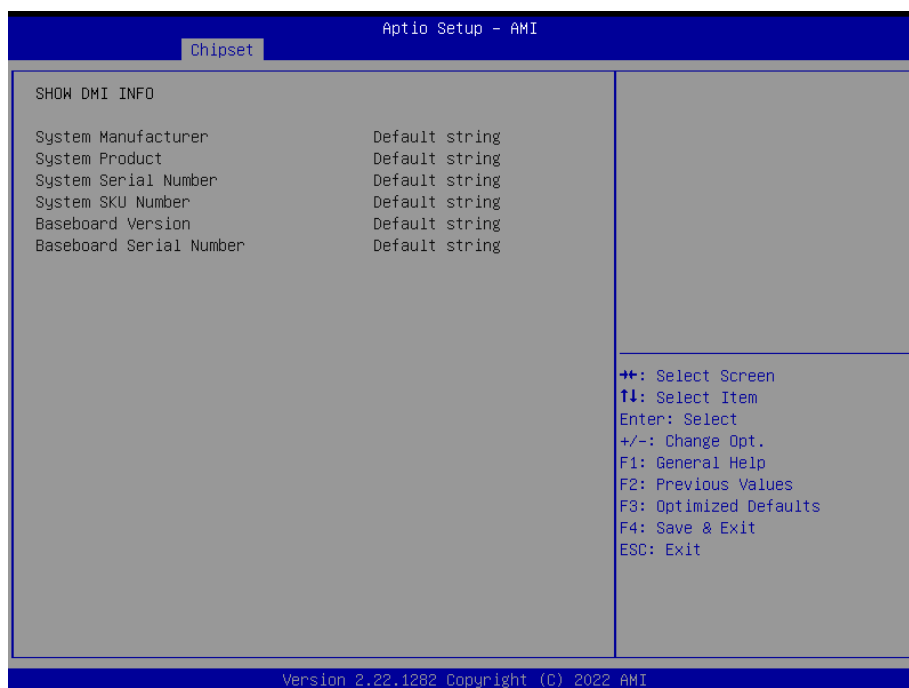 Aptio Setup - AMI
Chipset
SHOW DMI INFO
System Manufacturer Default string
System Product Default string
System Serial Number Default string
System SKU Number Default string
Baseboard Version Default string
Baseboard Serial Number Default string
→←: Select Screen
↑↓: Select Item
Enter: Select
+/-: Change Opt.
F1: General Help
F2: Previous Values
F3: Optimized Defaults
F4: Save & Exit
ESC: Exit
Version 2.22.1282 Copyright (C) 2022 AMI